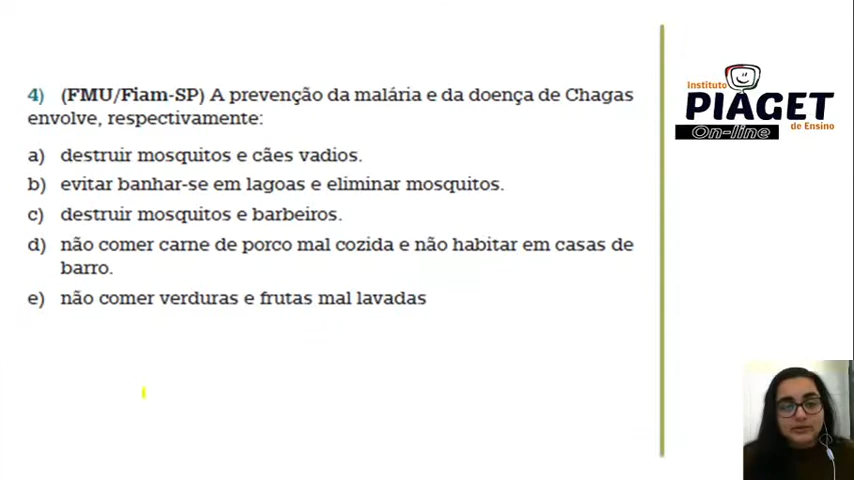 4) (FMU/Fiam-SP) A prevenção da malária e da doença de Chagas
envolve, respectivamente:
a) destruir mosquitos e cães vadios.
b) evitar banhar-se em lagoas e eliminar mosquitos.
c) destruir mosquitos e barbeiros.
d) não comer carne de porco mal cozida e não habitar em casas de
barro.
e) não comer verduras e frutas mal lavadas
Instituto
PIAGET
On-line
de Ensino